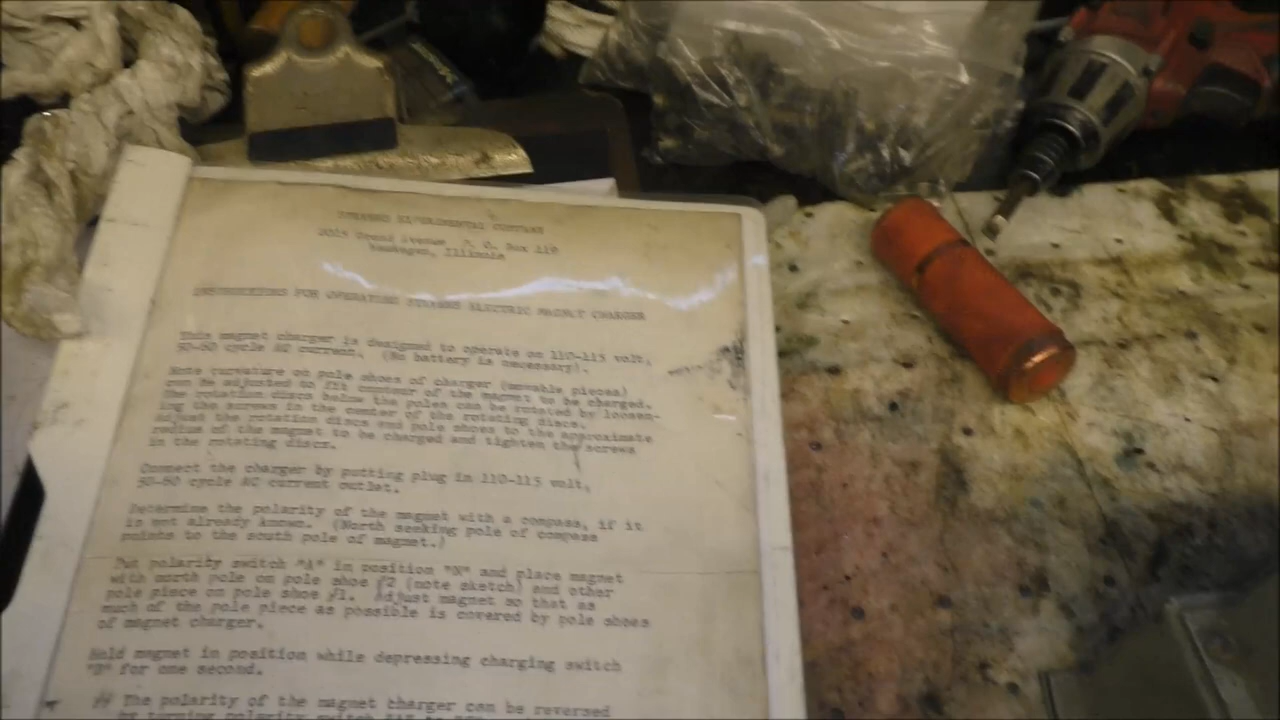 EXPERIMENTAL COMPANY
Grand Avenue P. O. Box 119
Waukegan, Illinois
INSTRUCTIONS FOR OPERATING ELECTRIC MAGNET CHARGER
This magnet charger is designed to operate on 110-115 volt,
50-60 cycle AC current. (No battery is necessary).
Note curvature on pole shoes of charger (movable pieces)
can be adjusted to fit contour of the magnet to be charged.
The rotation discs below the poles can be rotated by loosen-
ing the screws in the center of the rotating discs.
Adjust the rotation discs and pole shoes to the approximate
radius of the magnet to be charged and tighten the screws
in the rotating discs.
Connect the charger by putting plug in 110-115 volt,
50-60 cycle AC current outlet.
Determine the polarity of the magnet with a compass, if it
is not already known. (North seeking pole of compass
points to the south pole of magnet.)
Put polarity switch "A" in position "N" and place magnet
with north pole on pole shoe #2 (note sketch) and other
pole piece on pole shoe #1. Adjust magnet so that as
much of the pole piece as possible is covered by pole shoes
of magnet charger.
Hold magnet in position while depressing charging switch
"B" for one second.
## The polarity of the magnet charger can be reversed
by turning polarity switch "A" to